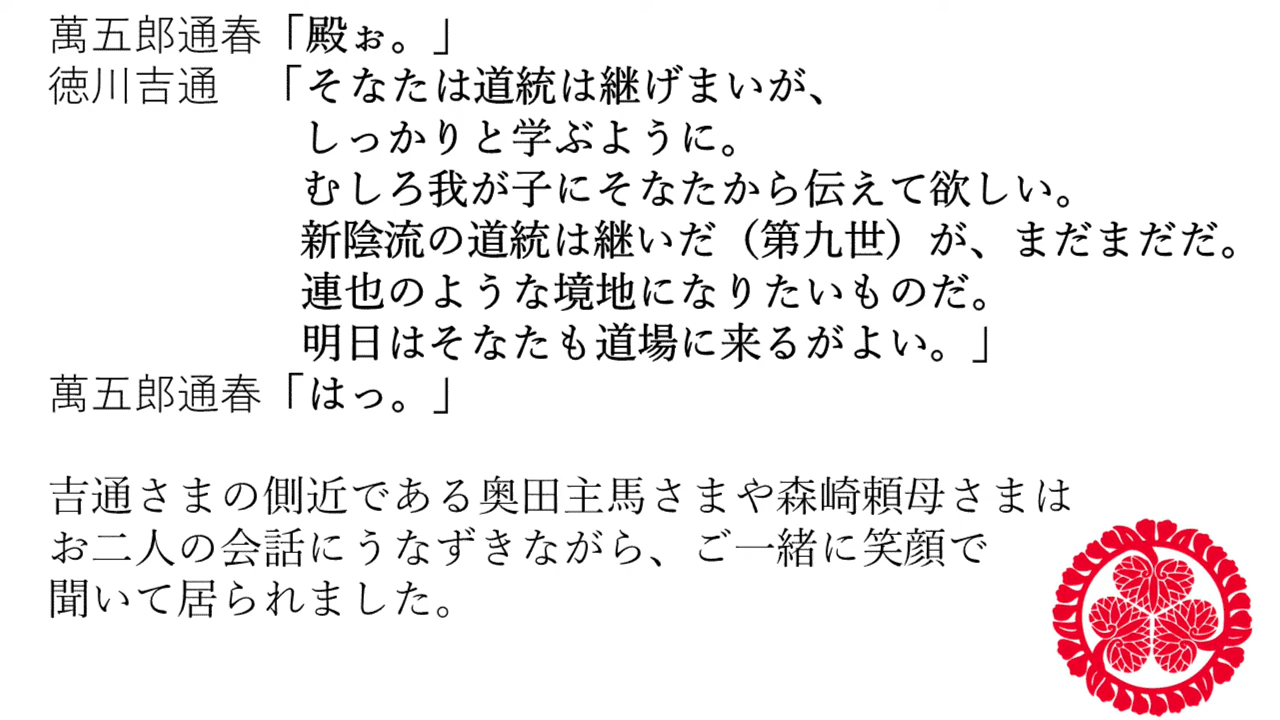 萬五郎通春「殿ぉ。」
徳川吉通　「そなたは道統は継げまいが、
しっかりと学ぶように。
むしろ我が子にそなたから伝えて欲しい。
新陰流の道統は継いだ（第九世）が、まだまだだ。
連也のような境地になりたいものだ。
明日はそなたも道場に来るがよい。」
萬五郎通春「はっ。」
吉通さまの側近である奥田主馬さまや森崎頼母さまは
お二人の会話にうなずきながら、ご一緒に笑顔で
聞いて居られました。